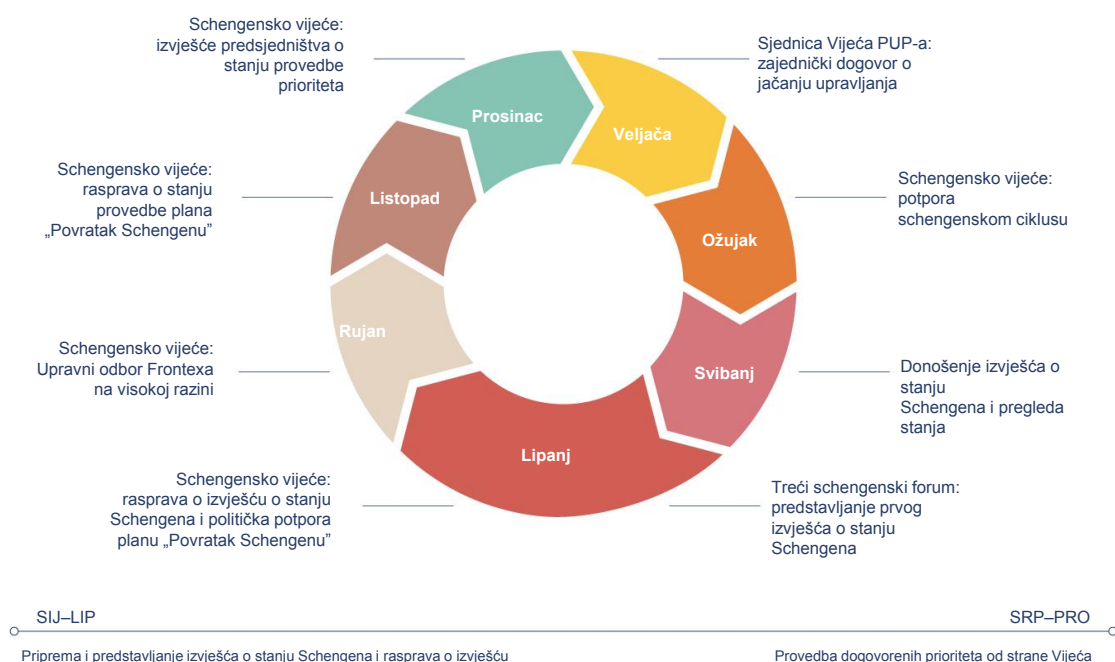 Schengensko vijeće:
izvješće predsjedništva o
stanju provedbe
prioriteta
Sjednica Vijeća PUP-a:
zajednički dogovor o
jačanju upravljanja
Prosinac
Veljača
Schengensko vijeće:
rasprava o stanju
provedbe plana
„Povratak Schengenu”
Listopad
Ožujak
Schengensko vijeće:
potpora
schengenskom ciklusu
Rujan
Schengensko vijeće:
Upravni odbor Frontexa
na visokoj razini
Svibanj
Donošenje izvješća o
stanju
Schengena i pregleda
stanja
Lipanj
Schengensko vijeće:
rasprava o izvješću o stanju
Schengena i politička potpora
planu „Povratak Schengenu”
Treći schengenski forum:
predstavljanje prvog
izvješća o stanju
Schengena
SIJ–LIP
SRP–PRO
Priprema i predstavljanje izvješća o stanju Schengena i rasprava o izvješću
Provedba dogovorenih prioriteta od strane Vijeća